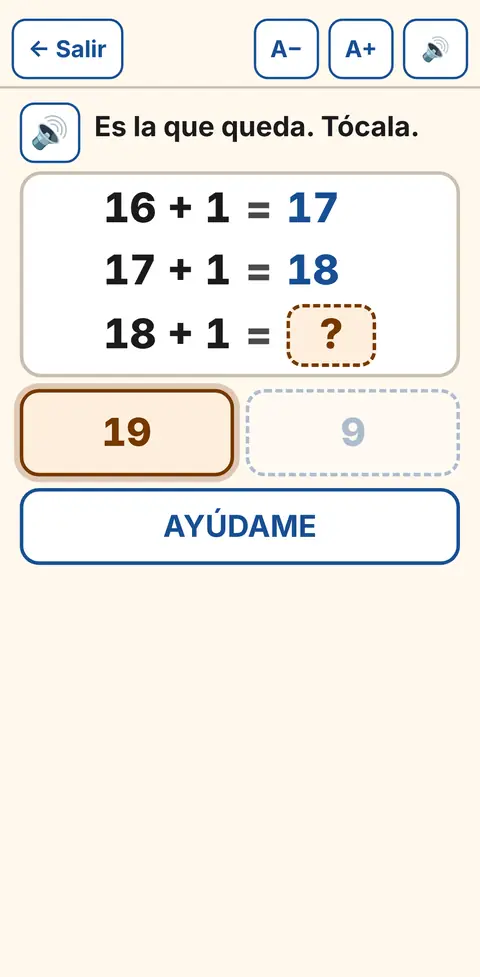 ← Salir
A−
A+
Es la que queda. Tócala.
16 + 1 = 17
17 + 1 = 18
18 + 1 = ?
19
9
AYÚDAME